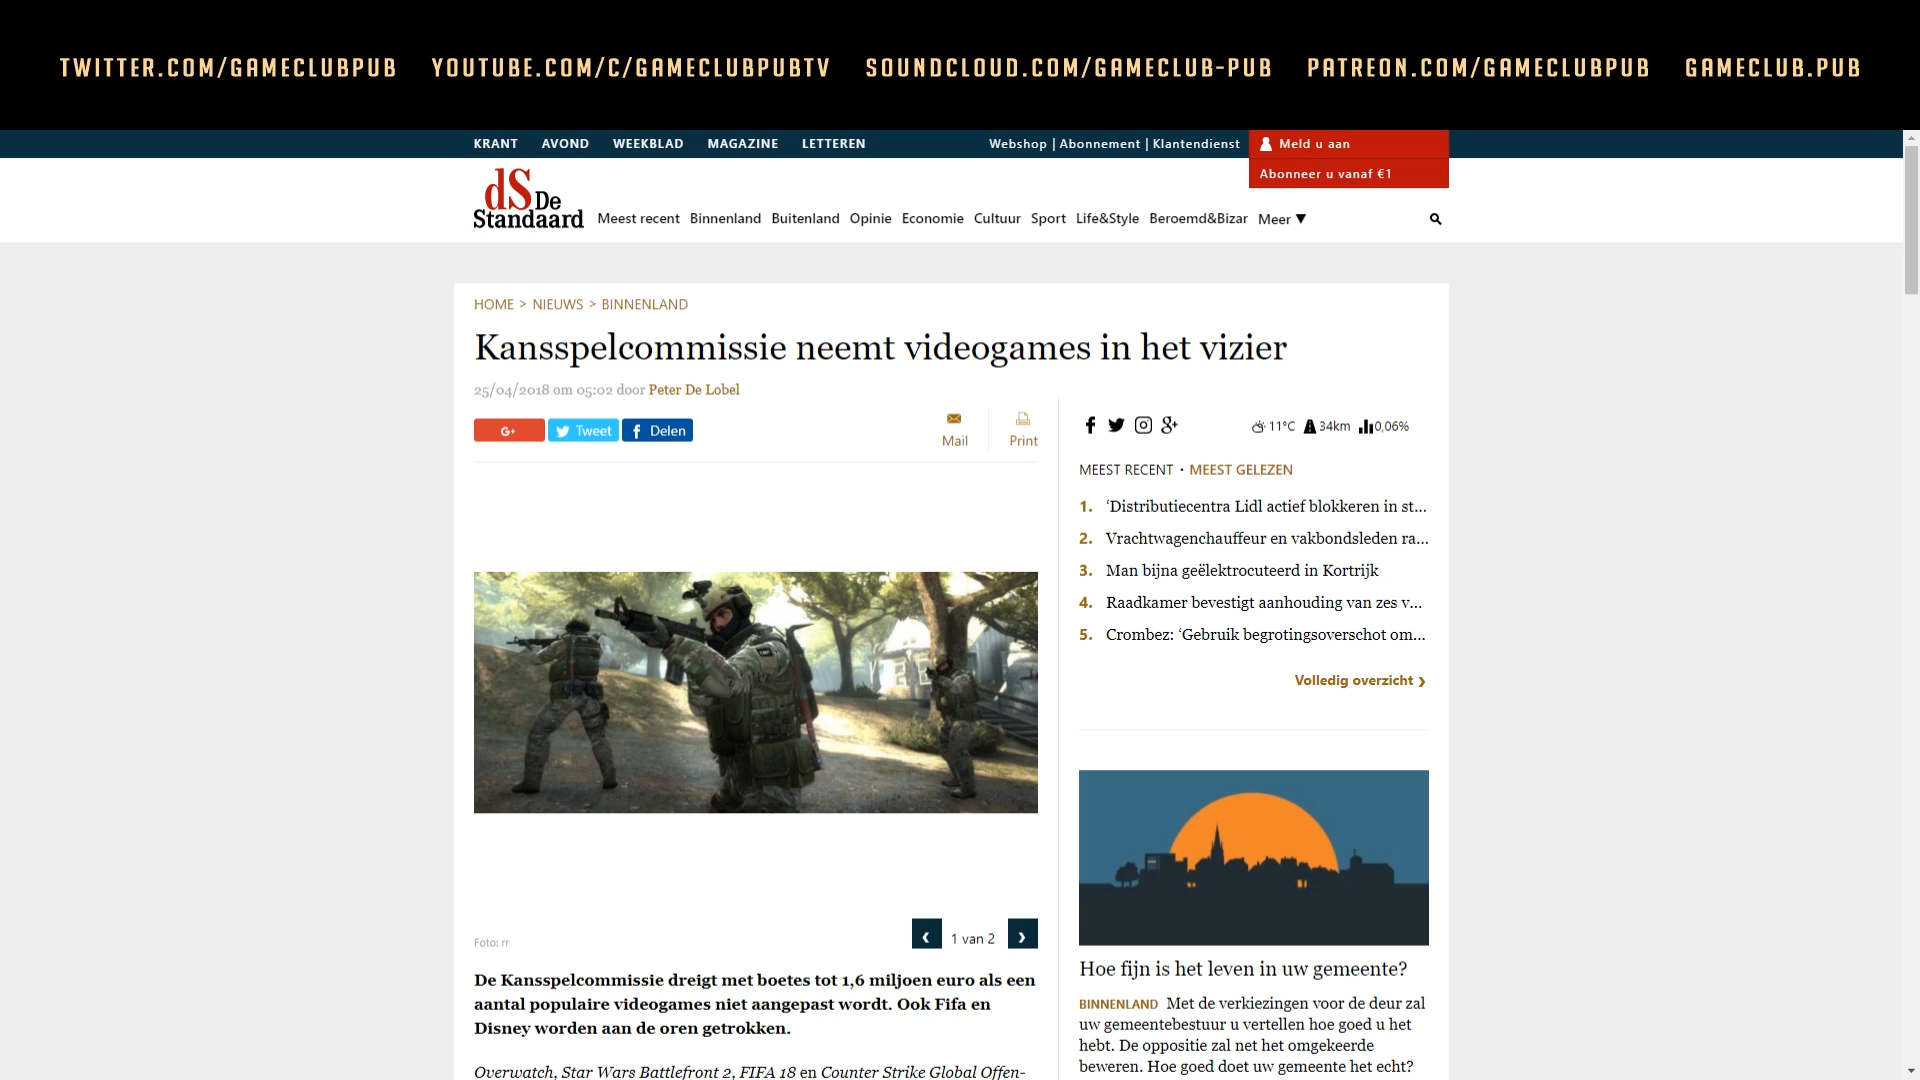 TWITTER.COM/GAMECLUBPUB YOUTUBE.COM/C/GAMECLUBPUBTV SOUNDCLOUD.COM/GAMECLUB-PUB PATREON.COM/GAMECLUBPUB GAMECLUB.PUB
KRANT AVOND WEEKBLAD MAGAZINE LETTEREN Webshop | Abonnement | Klantendienst Meld u aan
Abonneer u vanaf €1
dS De Standaard
Meest recent Binnenland Buitenland Opinie Economie Cultuur Sport Life&Style Beroemd&Bizar Meer ▼
HOME > NIEUWS > BINNENLAND
Kansspelcommissie neemt videogames in het vizier
25/04/2018 om 05:02 door Peter De Lobel
G+ Tweet Delen
Mail Print
Foto: rr
1 van 2
De Kansspelcommissie dreigt met boetes tot 1,6 miljoen euro als een
aantal populaire videogames niet aangepast wordt. Ook Fifa en
Disney worden aan de oren getrokken.
Overwatch, Star Wars Battlefront 2, FIFA 18 en Counter Strike Global Offen-
11°C 34km 0,06%
MEEST RECENT · MEEST GELEZEN
1. ‘Distributiecentra Lidl actief blokkeren in st...
2. Vrachtwagenchauffeur en vakbondsleden ra...
3. Man bijna geëlektrocuteerd in Kortrijk
4. Raadkamer bevestigt aanhouding van zes v...
5. Crombez: ‘Gebruik begrotingsoverschot om...
Volledig overzicht ›
Hoe fijn is het leven in uw gemeente?
BINNENLAND Met de verkiezingen voor de deur zal
uw gemeentebestuur u vertellen hoe goed u het
hebt. De oppositie zal net het omgekeerde
beweren. Hoe goed doet uw gemeente het echt?